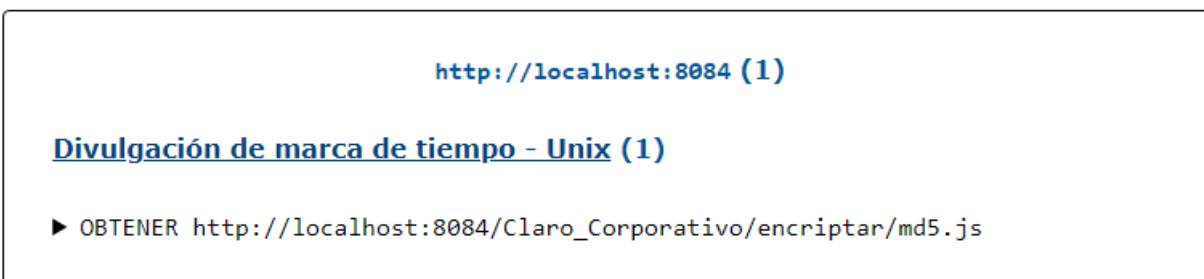 http://localhost:8084 (1)
Divulgación de marca de tiempo - Unix (1)
▶ OBTENER http://localhost:8084/Claro_Corporativo/encriptar/md5.js